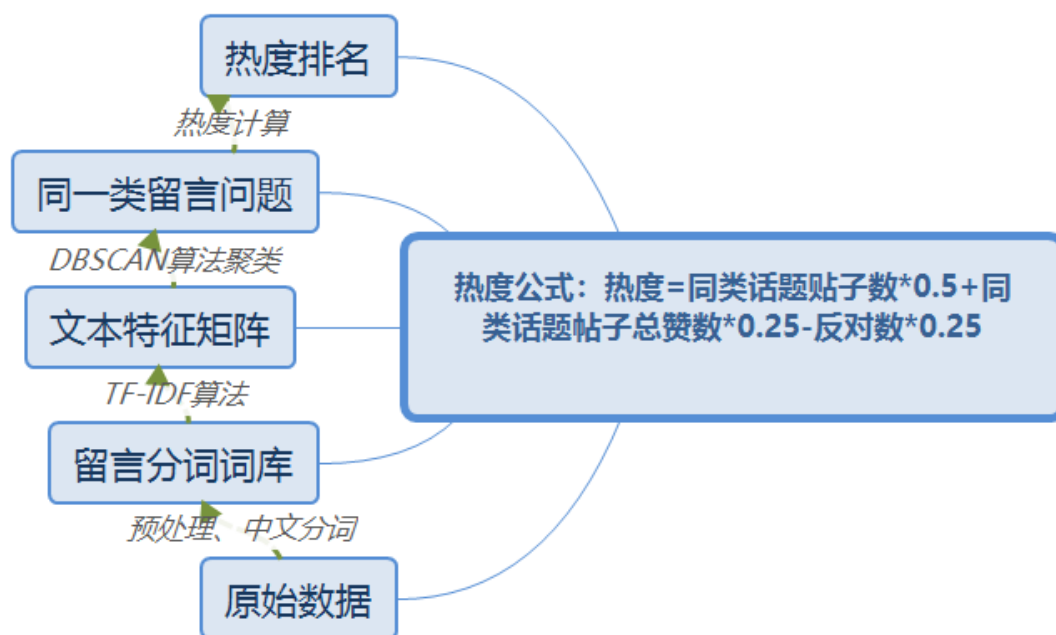 热度排名
热度计算
同一类留言问题
DBSCAN算法聚类
文本特征矩阵
TF-IDF算法
留言分词词库
预处理、中文分词
原始数据
热度公式：热度=同类话题贴子数*0.5+同
类话题帖子总赞数*0.25-反对数*0.25